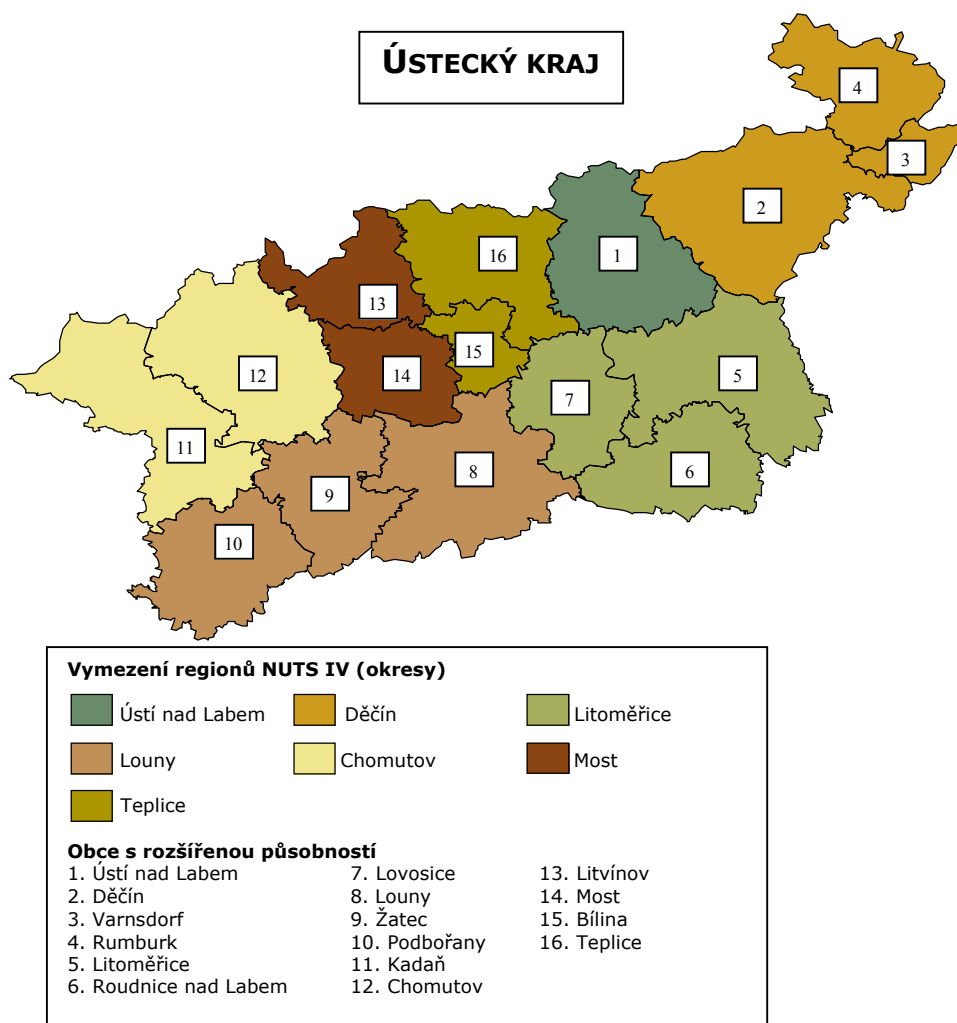 ÚSTECKÝ KRAJ
4
3
2
1
16
13
15
14
12
5
7
11
8
6
9
10
Vymezení regionů NUTS IV (okresy)
Ústí nad Labem
Děčín
Litoměřice
Louny
Chomutov
Most
Teplice
Obce s rozšířenou působností
1. Ústí nad Labem
2. Děčín
3. Varnsdorf
4. Rumburk
5. Litoměřice
6. Roudnice nad Labem
7. Lovosice
8. Louny
9. Žatec
10. Podbořany
11. Kadaň
12. Chomutov
13. Litvínov
14. Most
15. Bílina
16. Teplice